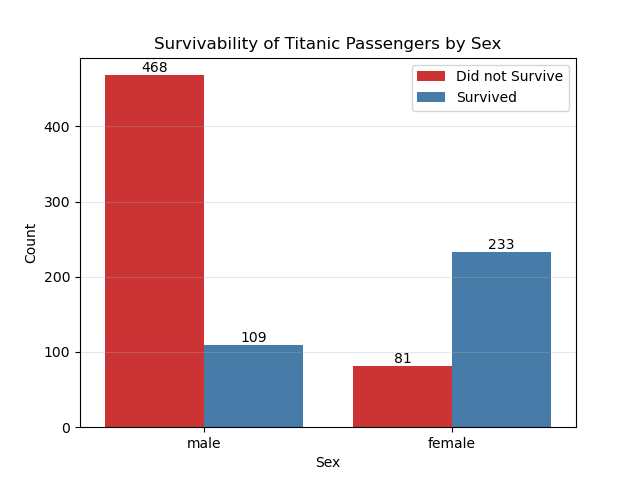 Survivability of Titanic Passengers by Sex
468
Did not Survive
Survived
400
300
233
200
109
100
81
0
male
female
Sex
Count